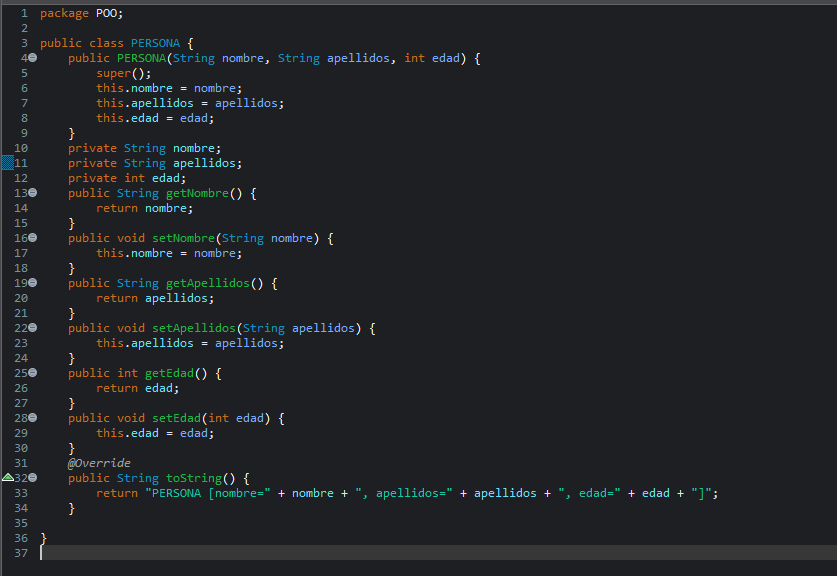 1 package POO;
2
3 public class PERSONA {
4 public PERSONA(String nombre, String apellidos, int edad) {
5 super();
6 this.nombre = nombre;
7 this.apellidos = apellidos;
8 this.edad = edad;
9 }
10 private String nombre;
11 private String apellidos;
12 private int edad;
13 public String getNombre() {
14 return nombre;
15 }
16 public void setNombre(String nombre) {
17 this.nombre = nombre;
18 }
19 public String getApellidos() {
20 return apellidos;
21 }
22 public void setApellidos(String apellidos) {
23 this.apellidos = apellidos;
24 }
25 public int getEdad() {
26 return edad;
27 }
28 public void setEdad(int edad) {
29 this.edad = edad;
30 }
31 @Override
32 public String toString() {
33 return "PERSONA [nombre=" + nombre + ", apellidos=" + apellidos + ", edad=" + edad + "]";
34 }
35
36 }
37